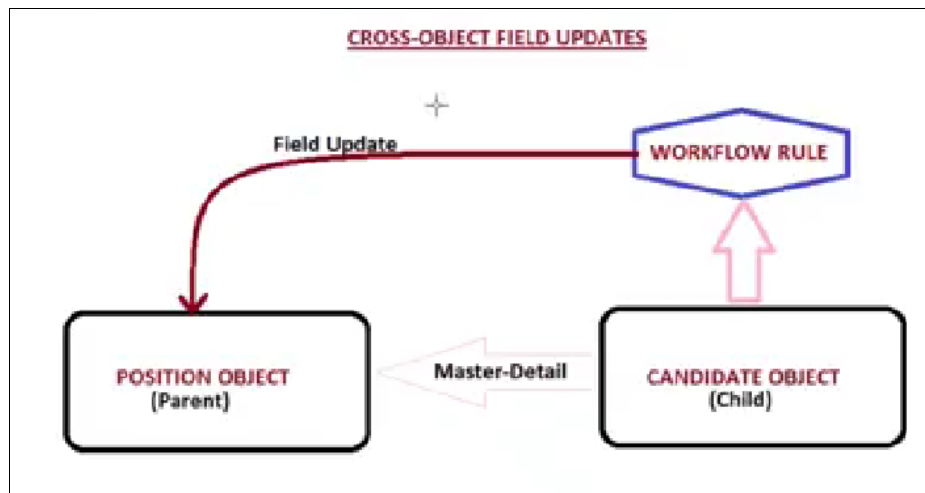 CROSS-OBJECT FIELD UPDATES
Field Update
WORKFLOW RULE
POSITION OBJECT
(Parent)
Master-Detail
CANDIDATE OBJECT
(Child)